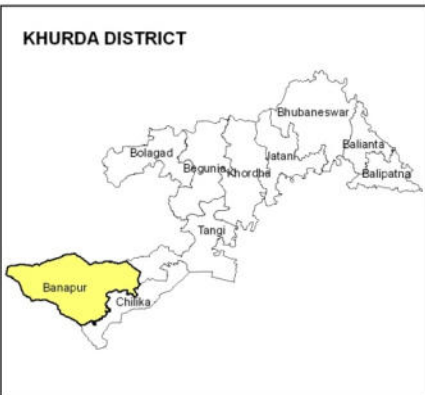 KHURDA DISTRICT
Bhubaneswar
Bolagad
Begunia
Khordha
Jatani
Balianta
Balipatna
Tangi
Banapur
Chilika